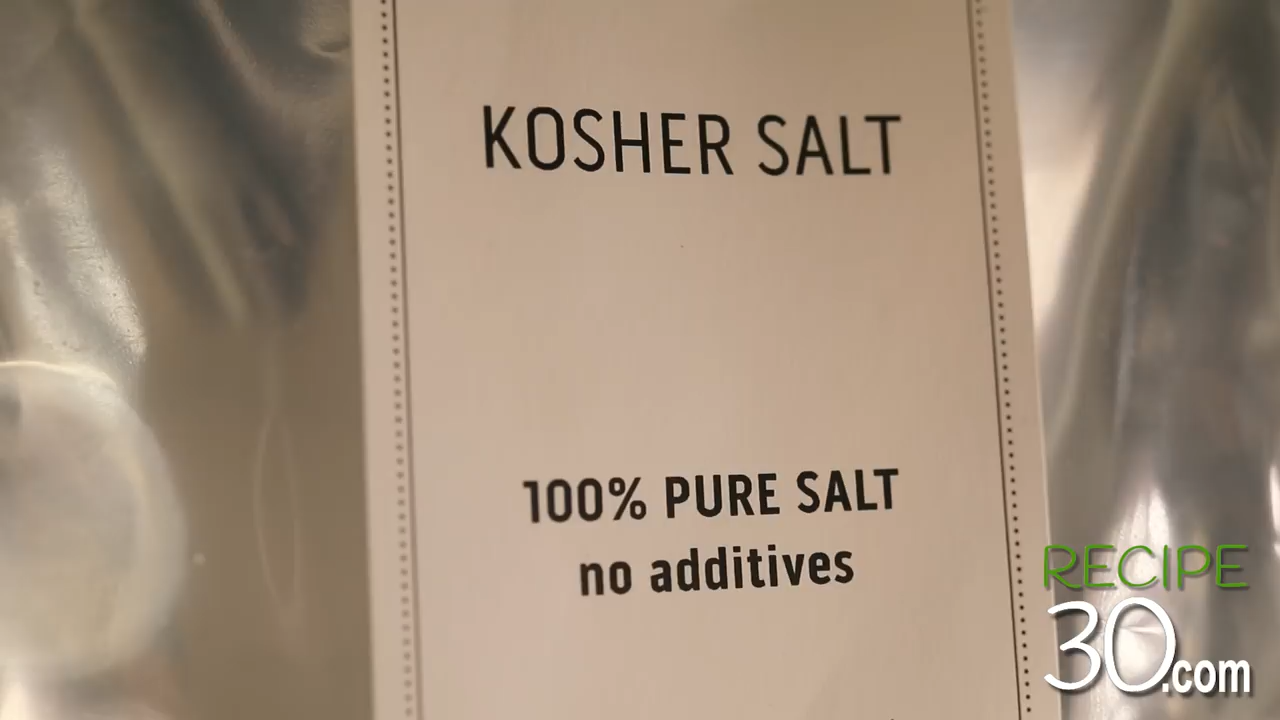 KOSHER SALT
100% PURE SALT
no additives
RECIPE
30.com